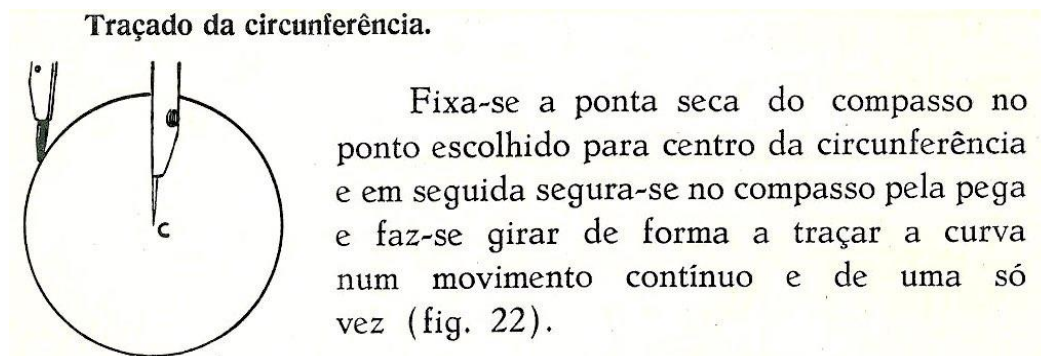 Traçado da circunferência.
C
Fixa-se a ponta seca do compasso no
ponto escolhido para centro da circunferência
e em seguida segura-se no compasso pela pega
e faz-se girar de forma a traçar a curva
num movimento contínuo e de uma só
vez (fig. 22).